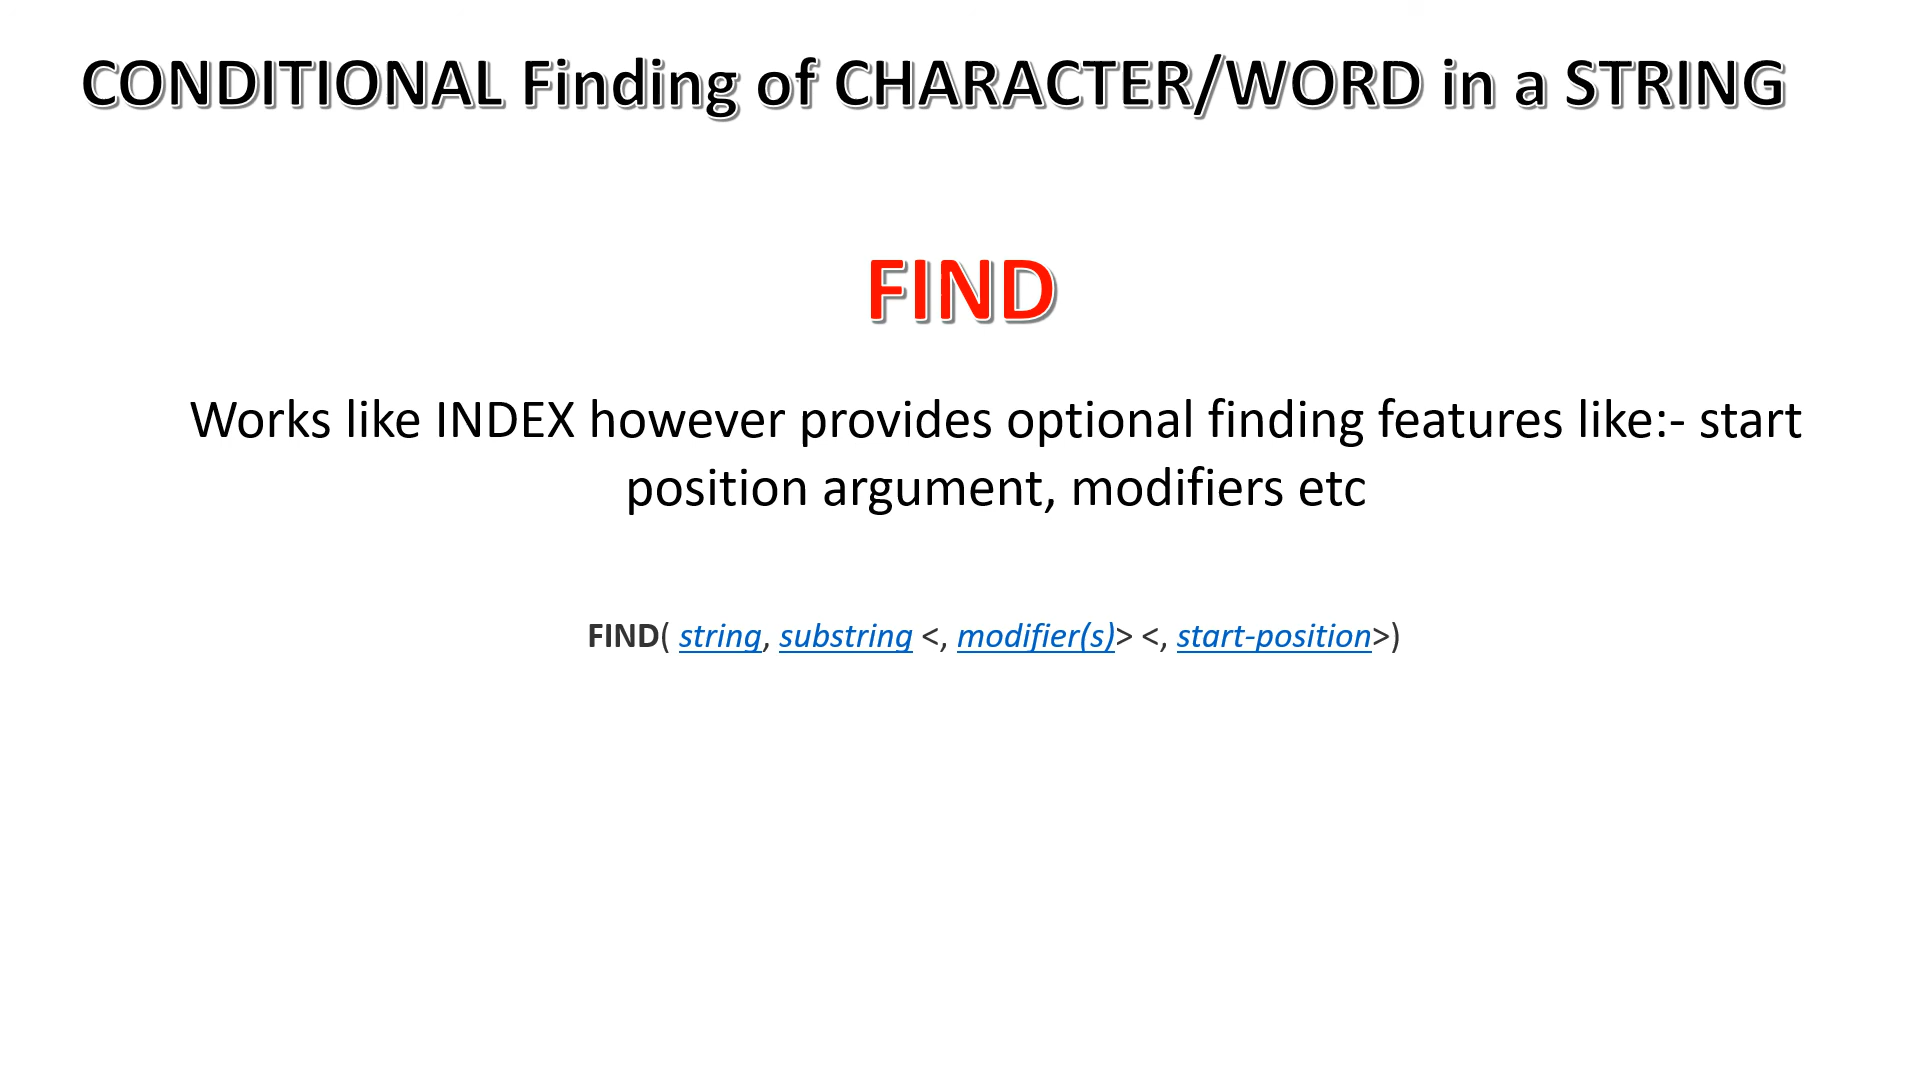 CONDITIONAL Finding of CHARACTER/WORD in a STRING
FIND
Works like INDEX however provides optional finding features like:- start
position argument, modifiers etc
FIND( string, substring <, modifier(s)> <, start-position>)